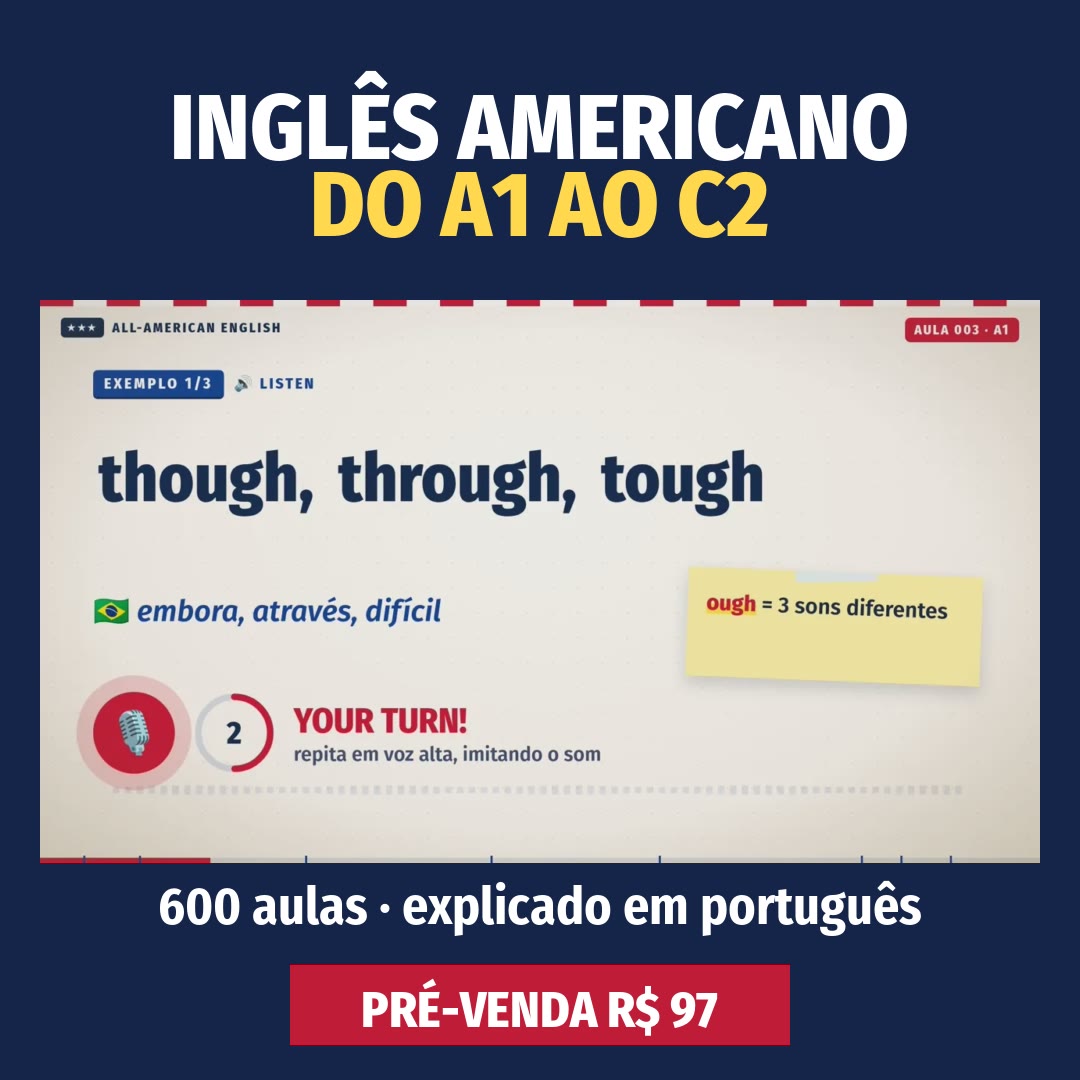 INGLÊS AMERICANO
DO A1 AO C2
★★★ ALL-AMERICAN ENGLISH
AULA 003 · A1
EXEMPLO 1/3 🔊 LISTEN
though, through, tough
🇧🇷 embora, através, difícil
ough = 3 sons diferentes
2
YOUR TURN!
repita em voz alta, imitando o som
600 aulas · explicado em português
PRÉ-VENDA R$ 97